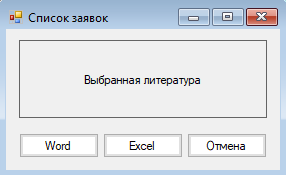 Список заявок
Выбранная литература
Word
Excel
Отмена